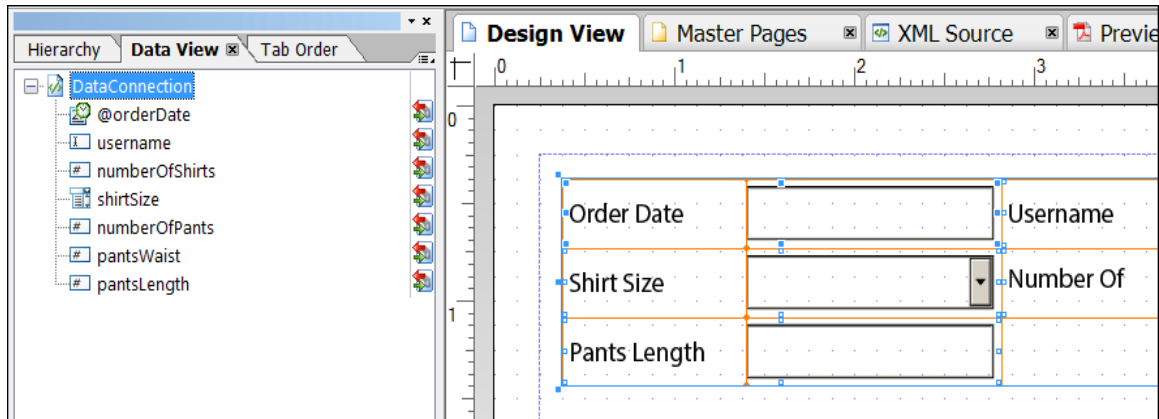 Hierarchy Data View Tab Order
DataConnection
@orderDate
username
numberOfShirts
shirtSize
numberOfPants
pantsWaist
pantsLength
Design View Master Pages XML Source Previe
0 1 2 3
0
1
Order Date Username
Shirt Size Number Of
Pants Length